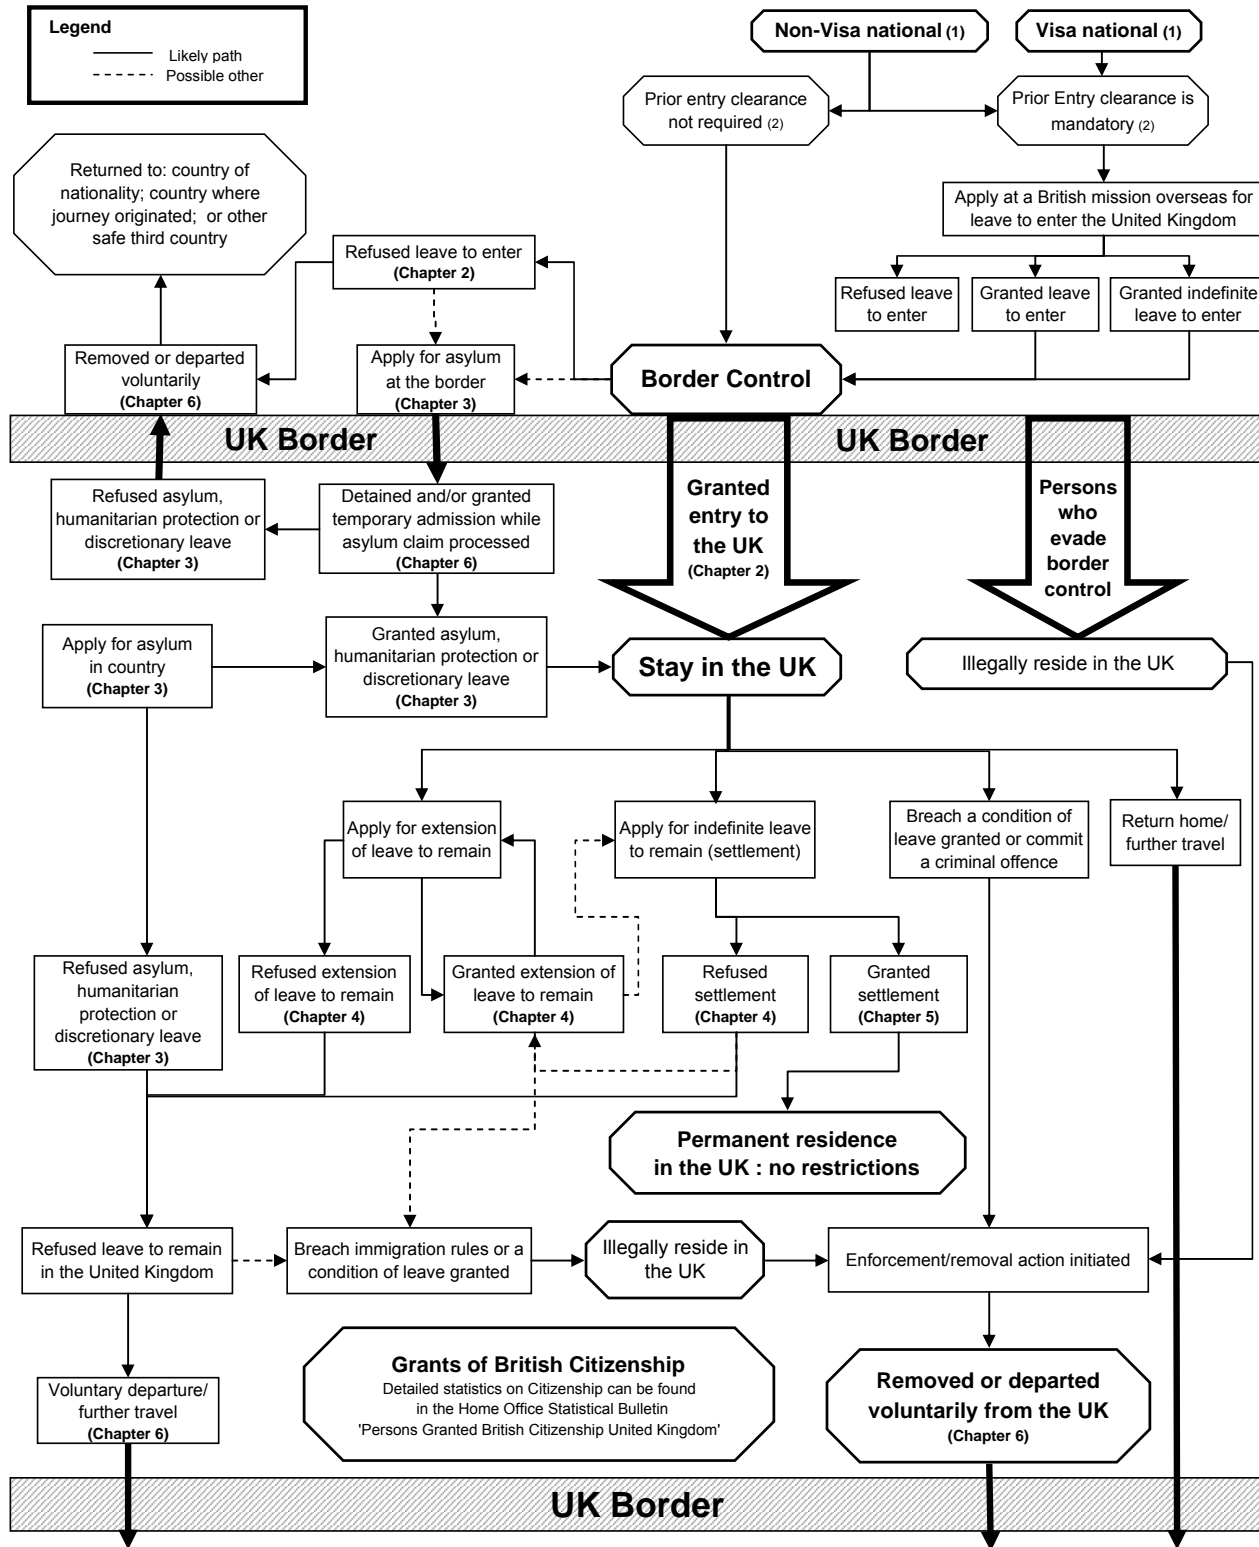 Legend
Likely path
Possible other
Non-Visa national (1)
Visa national (1)
Prior entry clearance
not required (2)
Prior Entry clearance is
mandatory (2)
Returned to: country of
nationality; country where
journey originated; or other
safe third country
Apply at a British mission overseas for
leave to enter the United Kingdom
Refused leave to enter
(Chapter 2)
Refused leave
to enter
Granted leave
to enter
Granted indefinite
leave to enter
Removed or departed
voluntarily
(Chapter 6)
Apply for asylum
at the border
(Chapter 3)
Border Control
UK Border
UK Border
Refused asylum,
humanitarian protection or
discretionary leave
(Chapter 3)
Detained and/or granted
temporary admission while
asylum claim processed
(Chapter 6)
Granted
entry to
the UK
(Chapter 2)
Persons
who
evade
border
control
Apply for asylum
in country
(Chapter 3)
Granted asylum,
humanitarian protection or
discretionary leave
(Chapter 3)
Stay in the UK
Illegally reside in the UK
Apply for extension
of leave to remain
Apply for indefinite leave
to remain (settlement)
Breach a condition of
leave granted or commit
a criminal offence
Return home/
further travel
Refused asylum,
humanitarian
protection or
discretionary leave
(Chapter 3)
Refused extension
of leave to remain
(Chapter 4)
Granted extension of
leave to remain
(Chapter 4)
Refused
settlement
(Chapter 4)
Granted
settlement
(Chapter 5)
Permanent residence
in the UK : no restrictions
Refused leave to remain
in the United Kingdom
Breach immigration rules or a
condition of leave granted
Illegally reside in
the UK
Enforcement/removal action initiated
Voluntary departure/
further travel
(Chapter 6)
Grants of British Citizenship
Detailed statistics on Citizenship can be found
in the Home Office Statistical Bulletin
'Persons Granted British Citizenship United Kingdom'
Removed or departed
voluntarily from the UK
(Chapter 6)
UK Border